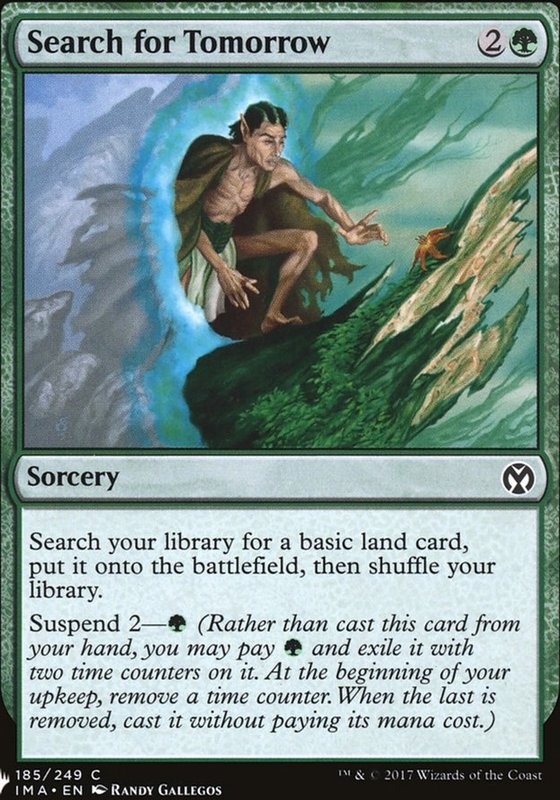 Search for Tomorrow 2
Sorcery
Search your library for a basic land card,
put it onto the battlefield, then shuffle your
library.
Suspend 2— (Rather than cast this card from
your hand, you may pay and exile it with
two time counters on it. At the beginning of your
upkeep, remove a time counter. When the last is
removed, cast it without paying its mana cost.)
185/249 C
™ & © 2017 Wizards of the Coast
IMA • EN Randy Gallegos